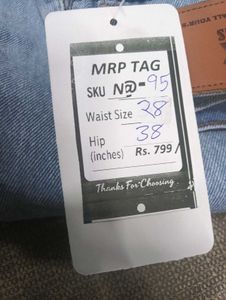 MRP TAG
SKU N@-95
Waist Size 28
Hip 38
(inches) Rs. 799/
Thanks For Choosing